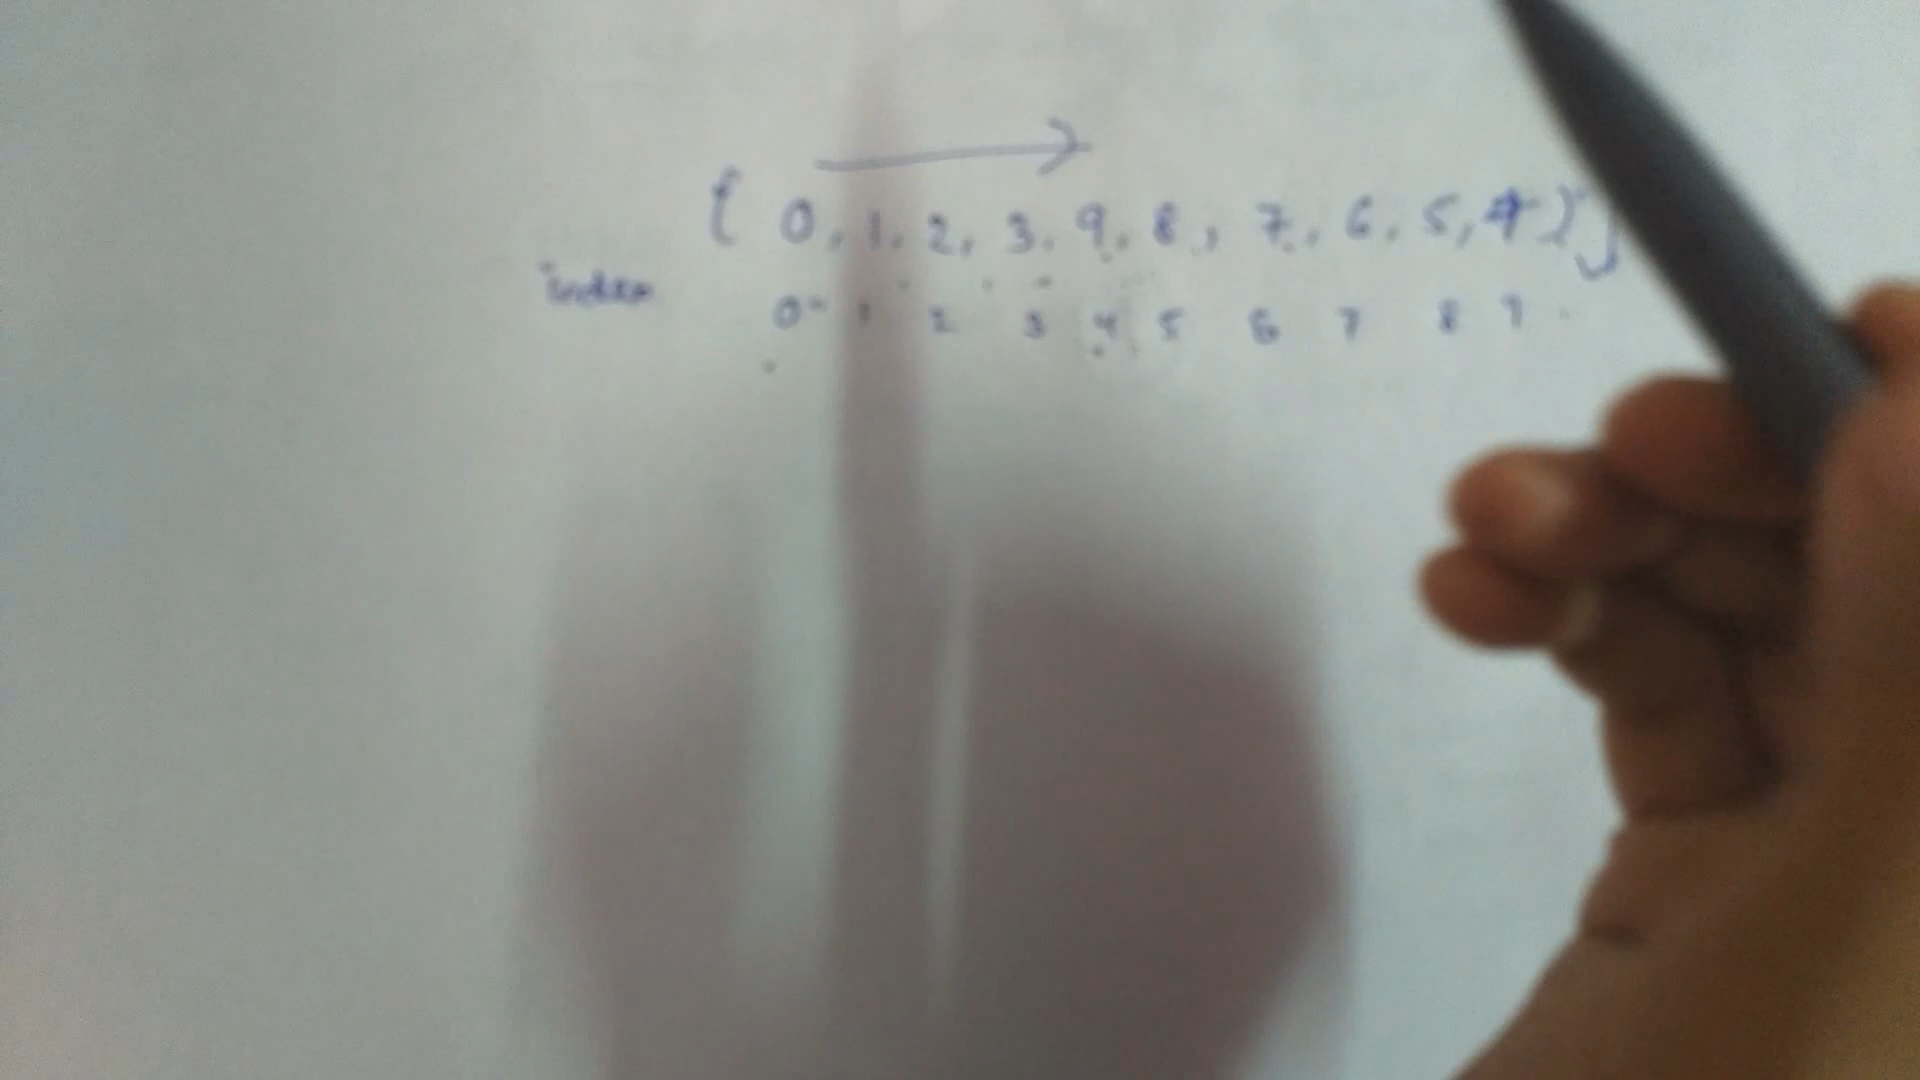 [ 0, 1, 2, 3, 9, 8, 7, 6, 5, 4 ]
index
0 1 2 3 4 5 6 7 8 9